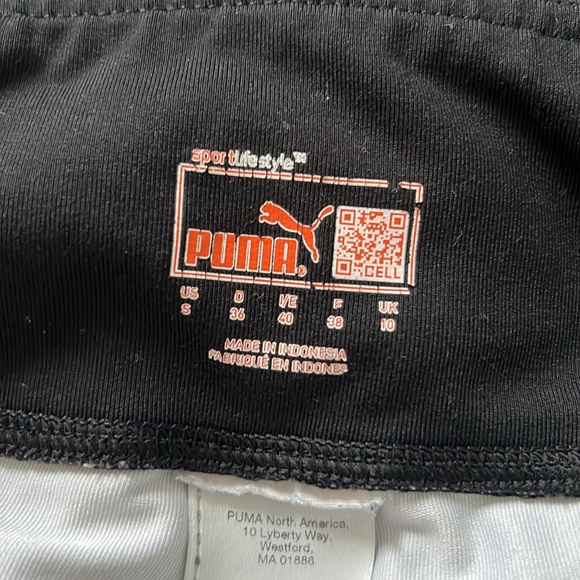 sportlifestyle™
PUMA®
CELL
US D I/E F UK
S 36 40 38 10
MADE IN INDONESIA
FABRIQUÉ EN INDONES
PUMA North America,
10 Lyberty Way,
Westford,
MA 01886